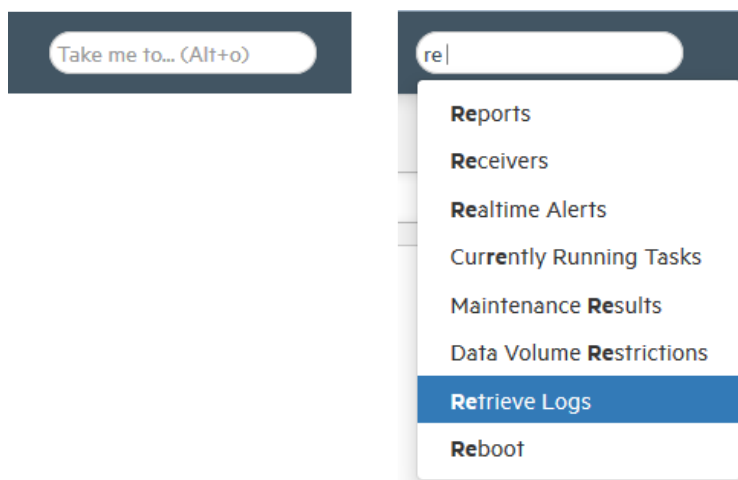 Take me to... (Alt+o)
re
Reports
Receivers
Realtime Alerts
Currently Running Tasks
Maintenance Results
Data Volume Restrictions
Retrieve Logs
Reboot